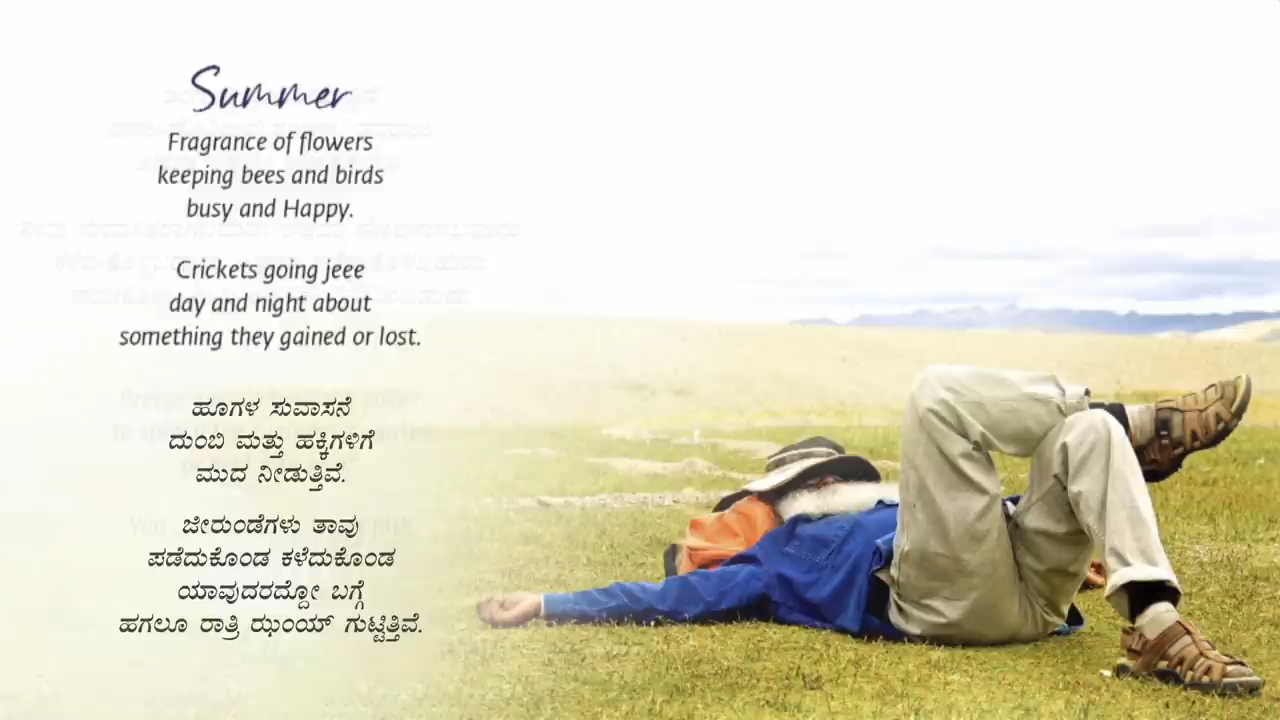 Summer
Fragrance of flowers
keeping bees and birds
busy and Happy.
Crickets going jeee
day and night about
something they gained or lost.
ಹೂಗಳ ಸುವಾಸನೆ
ದುಂಬಿ ಮತ್ತು ಹಕ್ಕಿಗಳಿಗೆ
ಮುದ ನೀಡುತ್ತಿವೆ.
ಜೀರುಂಡೆಗಳು ತಾವು
ಪಡೆದುಕೊಂಡ ಕಳೆದುಕೊಂಡ
ಯಾವುದರದ್ದೋ ಬಗ್ಗೆ
ಹಗಲೂ ರಾತ್ರಿ ಝಂಯ್ ಗುಟ್ಟಿತ್ತಿವೆ.